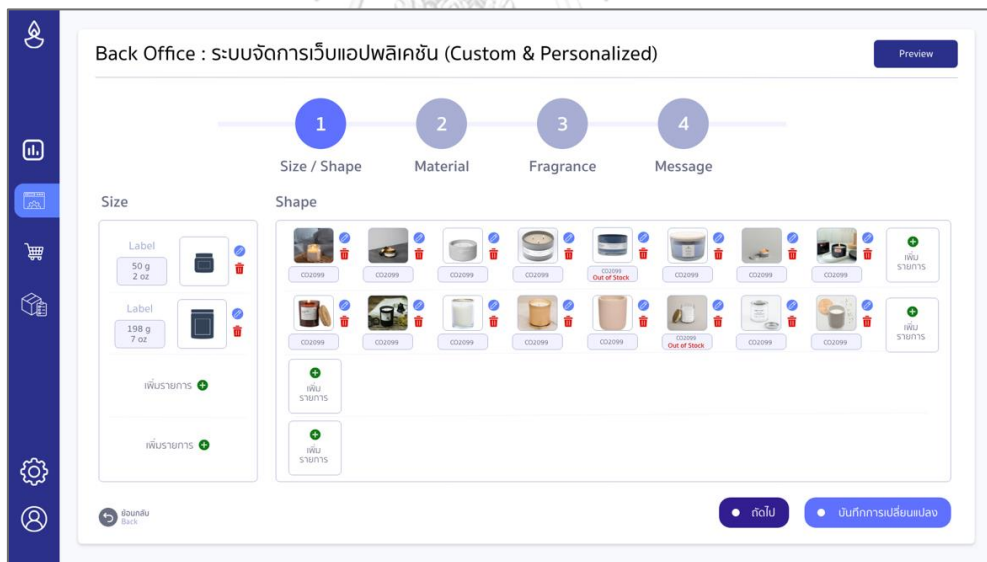 Back Office : ระบบจัดการเว็บแอปพลิเคชัน (Custom & Personalized)
Preview
1
2
3
4
Size / Shape
Material
Fragrance
Message
Size
Shape
Label
50 g
2 oz
CO2099
CO2099
CO2099
CO2099
CO2099
Out of Stock
CO2099
CO2099
CO2099
เพิ่ม
รายการ
Label
198 g
7 oz
CO2099
CO2099
CO2099
CO2099
CO2099
CO2099
Out of Stock
CO2099
CO2099
เพิ่ม
รายการ
เพิ่มรายการ
เพิ่ม
รายการ
เพิ่มรายการ
เพิ่ม
รายการ
ย้อนกลับ
Back
ถัดไป
บันทึกการเปลี่ยนแปลง